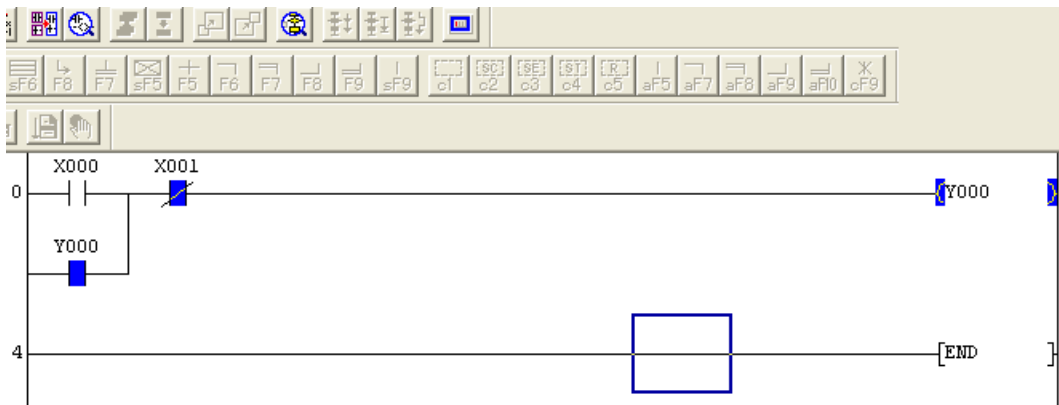 sF6 F8 F7 sF5 F5 F6 F7 F8 F9 sF9 c1 c2 c3 c4 c5 aF5 aF7 aF8 aF9 aF10 cF9
SC SE ST R
X000 X001
0 Y000
Y000
4 END